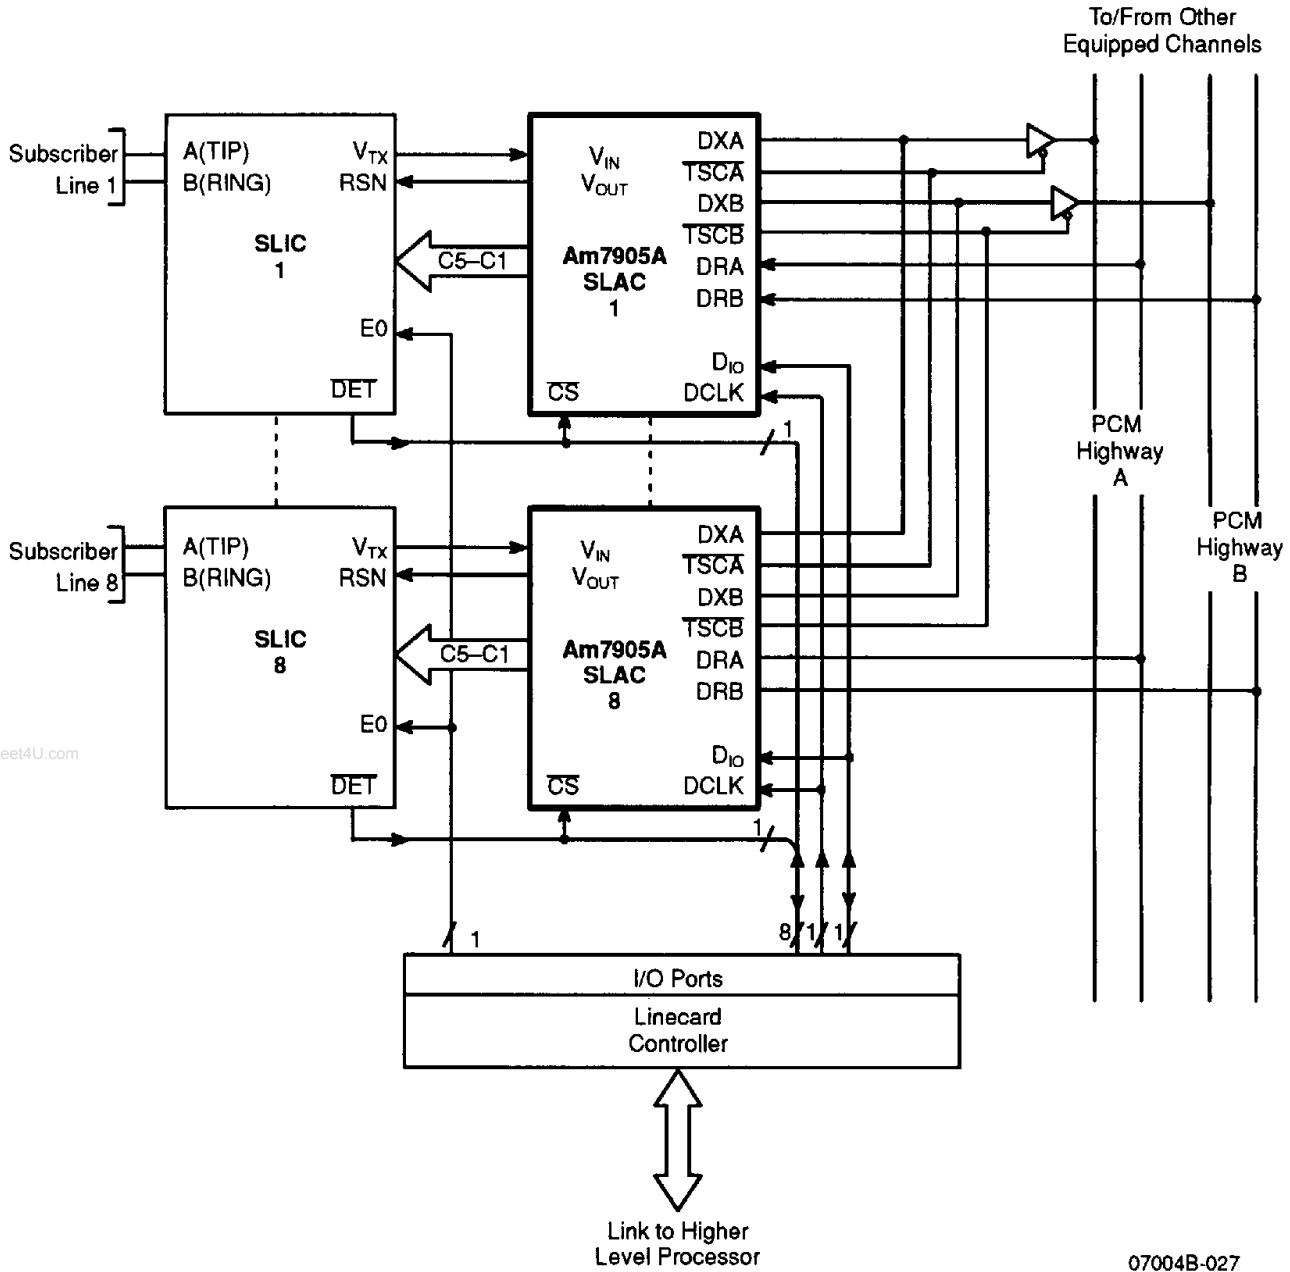 To/From Other
Equipped Channels
Subscriber
Line 1
A(TIP)
B(RING)
VTX
RSN
SLIC
1
E0
DET
C5–C1
VIN
VOUT
Am7905A
SLAC
1
CS
DXA
TSCA
DXB
TSCB
DRA
DRB
DIO
DCLK
1
PCM
Highway
A
PCM
Highway
B
Subscriber
Line 8
A(TIP)
B(RING)
VTX
RSN
SLIC
8
E0
DET
C5–C1
VIN
VOUT
Am7905A
SLAC
8
CS
DXA
TSCA
DXB
TSCB
DRA
DRB
DIO
DCLK
1
eet4U.com
1
8
1
1
I/O Ports
Linecard
Controller
Link to Higher
Level Processor
07004B-027